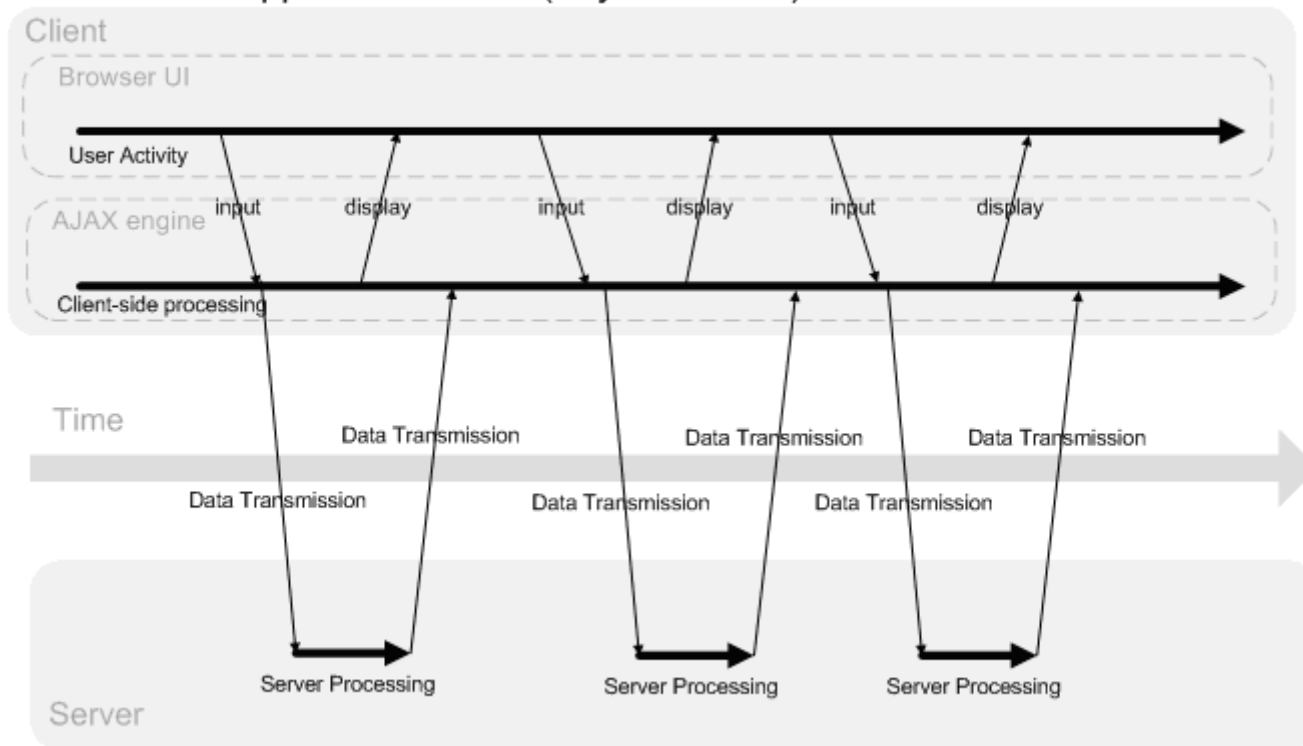 Client
Browser UI
User Activity
input display input display input display
AJAX engine
Client-side processing
Time
Data Transmission Data Transmission Data Transmission
Data Transmission Data Transmission Data Transmission
Server Processing Server Processing Server Processing
Server